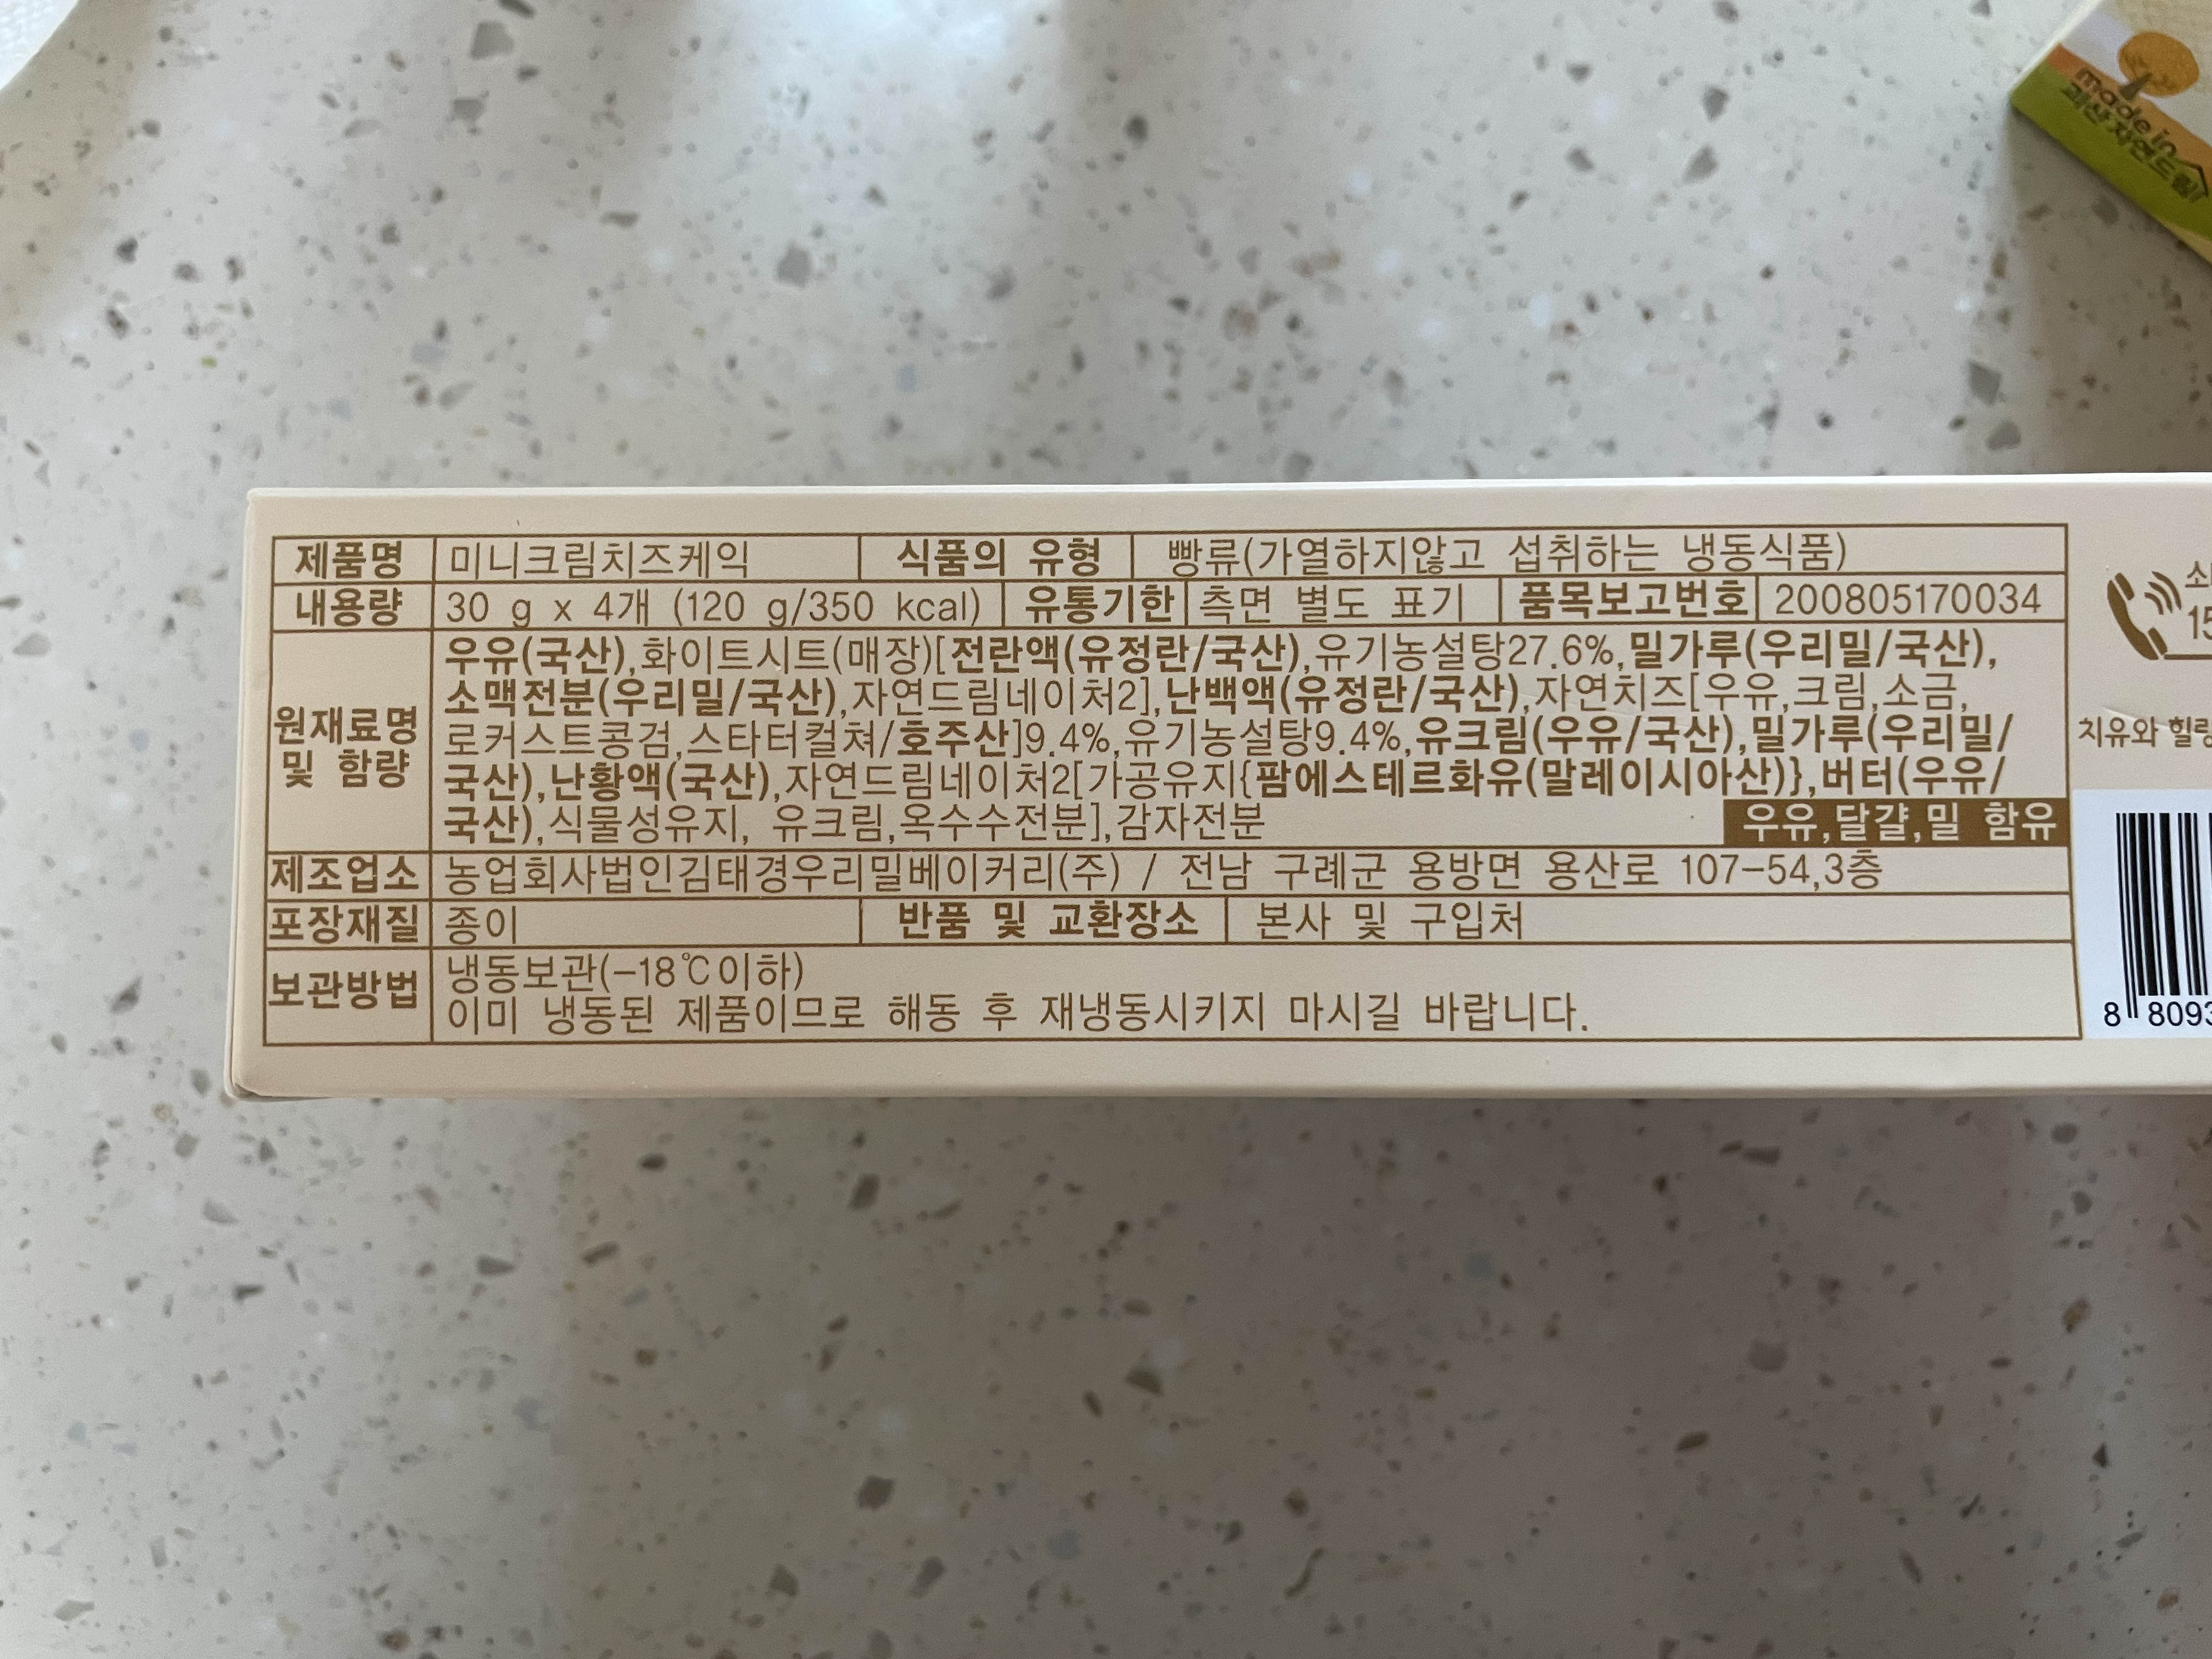 made in
괴산자연드림
제품명 미니크림치즈케익 식품의 유형 빵류(가열하지않고 섭취하는 냉동식품)
내용량 30 g x 4개 (120 g/350 kcal) 유통기한 측면 별도 표기 품목보고번호 200805170034
원재료명 및 함량
우유(국산),화이트시트(매장)[전란액(유정란/국산),유기농설탕27.6%,밀가루(우리밀/국산),
소맥전분(우리밀/국산),자연드림네이처2],난백액(유정란/국산),자연치즈[우유,크림,소금,
로커스트콩검,스타터컬쳐/호주산]9.4%,유기농설탕9.4%,유크림(우유/국산),밀가루(우리밀/
국산),난황액(국산),자연드림네이처2[가공유지{팜에스테르화유(말레이시아산)},버터(우유/
국산),식물성유지, 유크림,옥수수전분],감자전분
우유,달걀,밀 함유
제조업소 농업회사법인김태경우리밀베이커리(주) / 전남 구례군 용방면 용산로 107-54,3층
포장재질 종이 반품 및 교환장소 본사 및 구입처
보관방법 냉동보관(-18℃이하)
이미 냉동된 제품이므로 해동 후 재냉동시키지 마시길 바랍니다.
15
치유와 힐링
8 8093